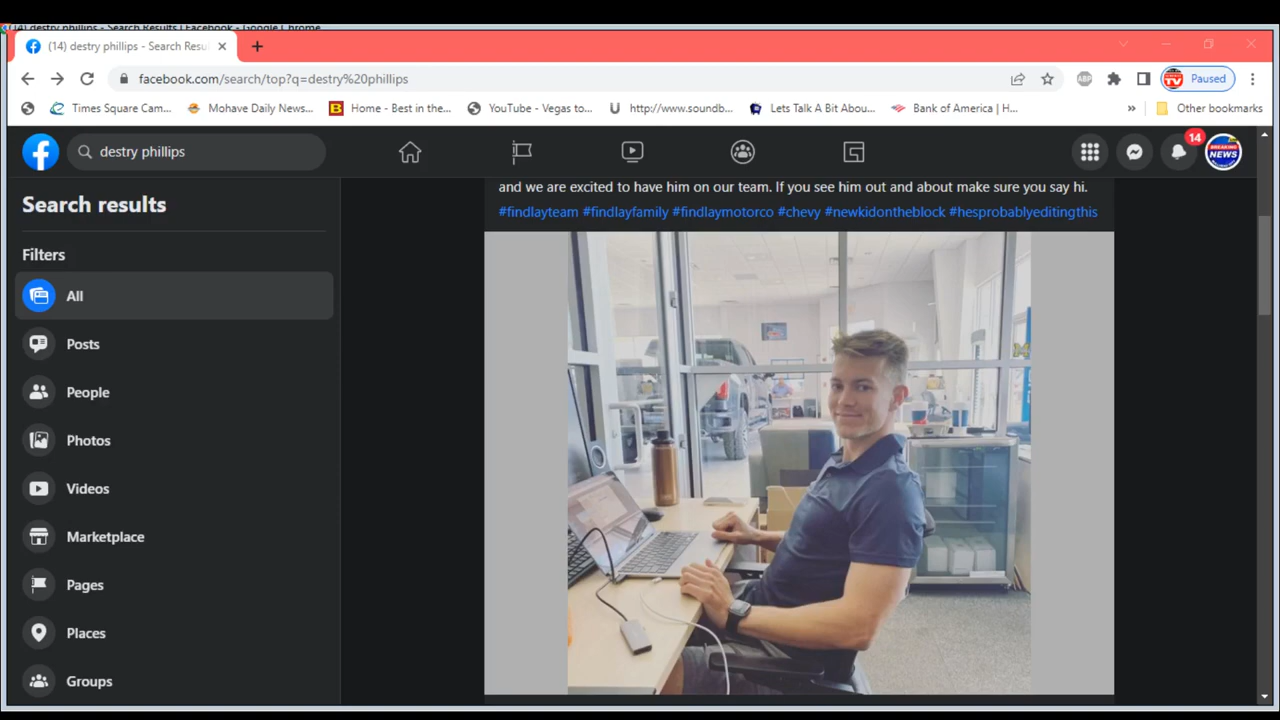 (14) destry phillips - Search Results | Facebook - Google Chrome
(14) destry phillips - Search Resu
facebook.com/search/top?q=destry%20phillips
ABP
Paused
Times Square Cam...
Mohave Daily News...
Home - Best in the...
YouTube - Vegas to...
http://www.soundb...
Lets Talk A Bit Abou...
Bank of America | H...
Other bookmarks
destry phillips
14
BREAKING
NEWS
Search results
Filters
All
Posts
People
Photos
Videos
Marketplace
Pages
Places
Groups
and we are excited to have him on our team. If you see him out and about make sure you say hi.
#findlayteam #findlayfamily #findlaymotorco #chevy #newkidontheblock #hesprobablyeditingthis